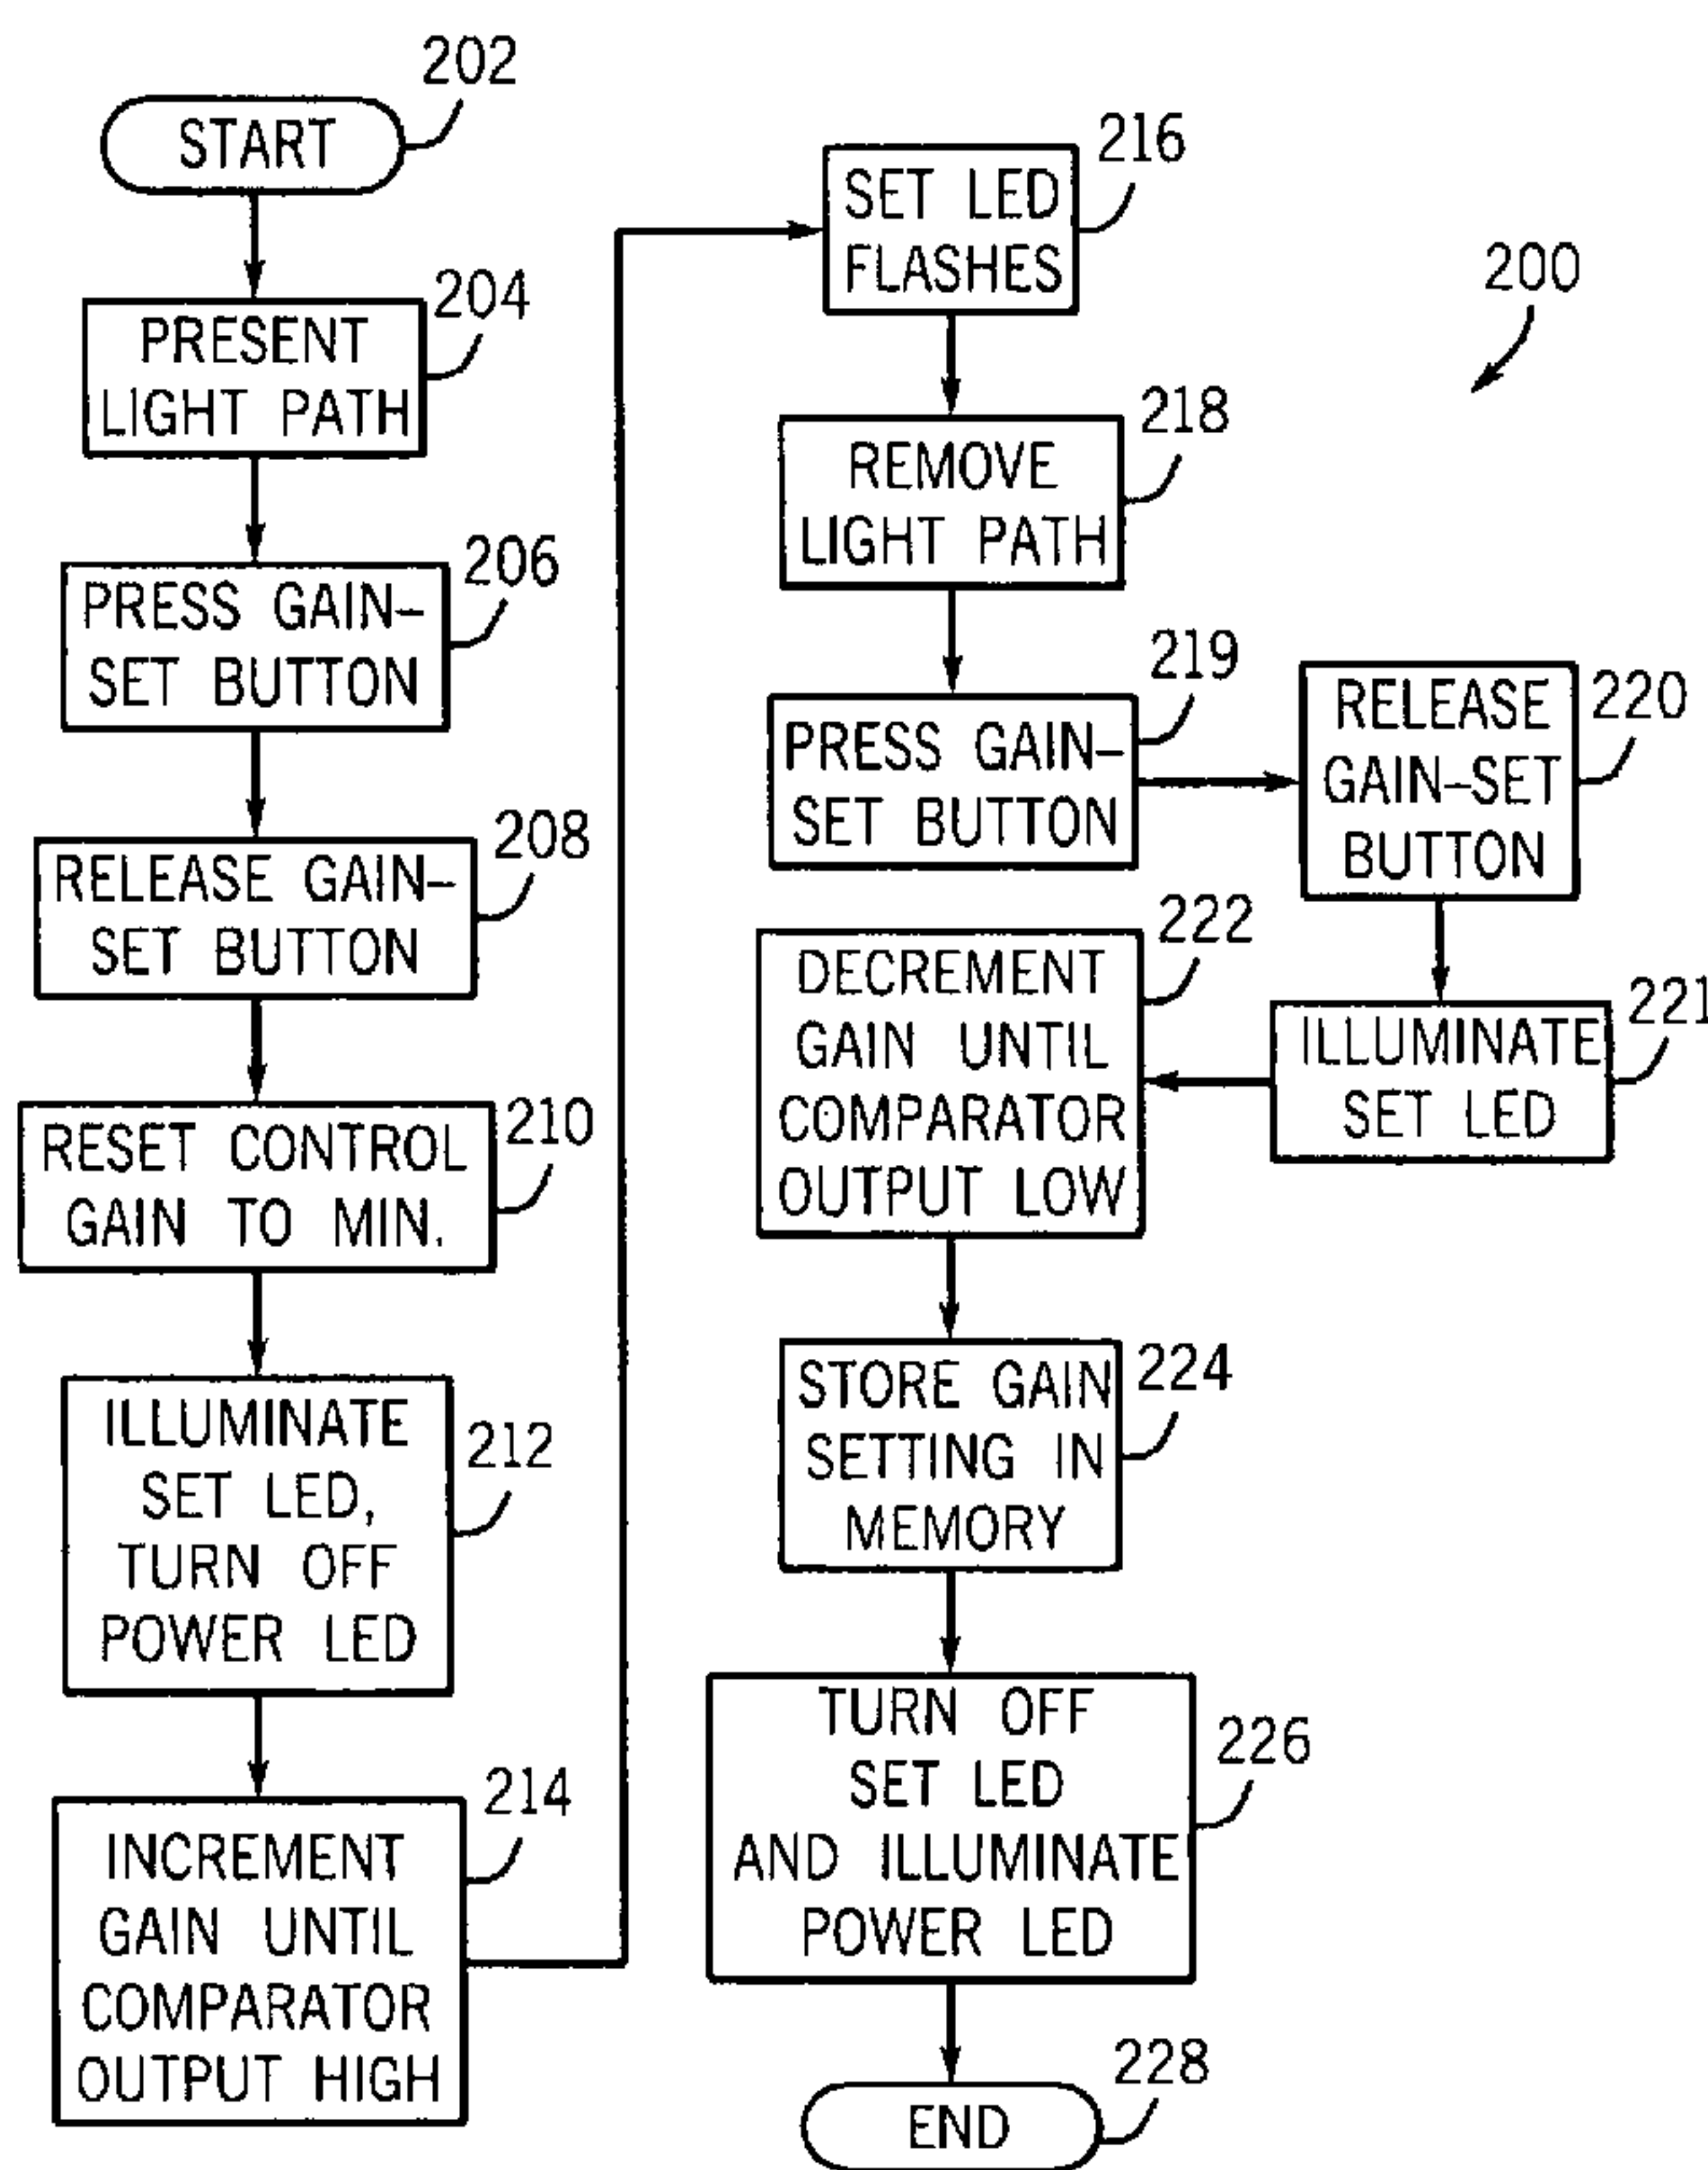 202
START
204
PRESENT
LIGHT PATH
206
PRESS GAIN-
SET BUTTON
208
RELEASE GAIN-
SET BUTTON
210
RESET CONTROL
GAIN TO MIN.
212
ILLUMINATE
SET LED,
TURN OFF
POWER LED
214
INCREMENT
GAIN UNTIL
COMPARATOR
OUTPUT HIGH
216
SET LED
FLASHES
200
218
REMOVE
LIGHT PATH
219
PRESS GAIN-
SET BUTTON
220
RELEASE
GAIN-SET
BUTTON
221
ILLUMINATE
SET LED
222
DECREMENT
GAIN UNTIL
COMPARATOR
OUTPUT LOW
224
STORE GAIN
SETTING IN
MEMORY
226
TURN OFF
SET LED
AND ILLUMINATE
POWER LED
228
END